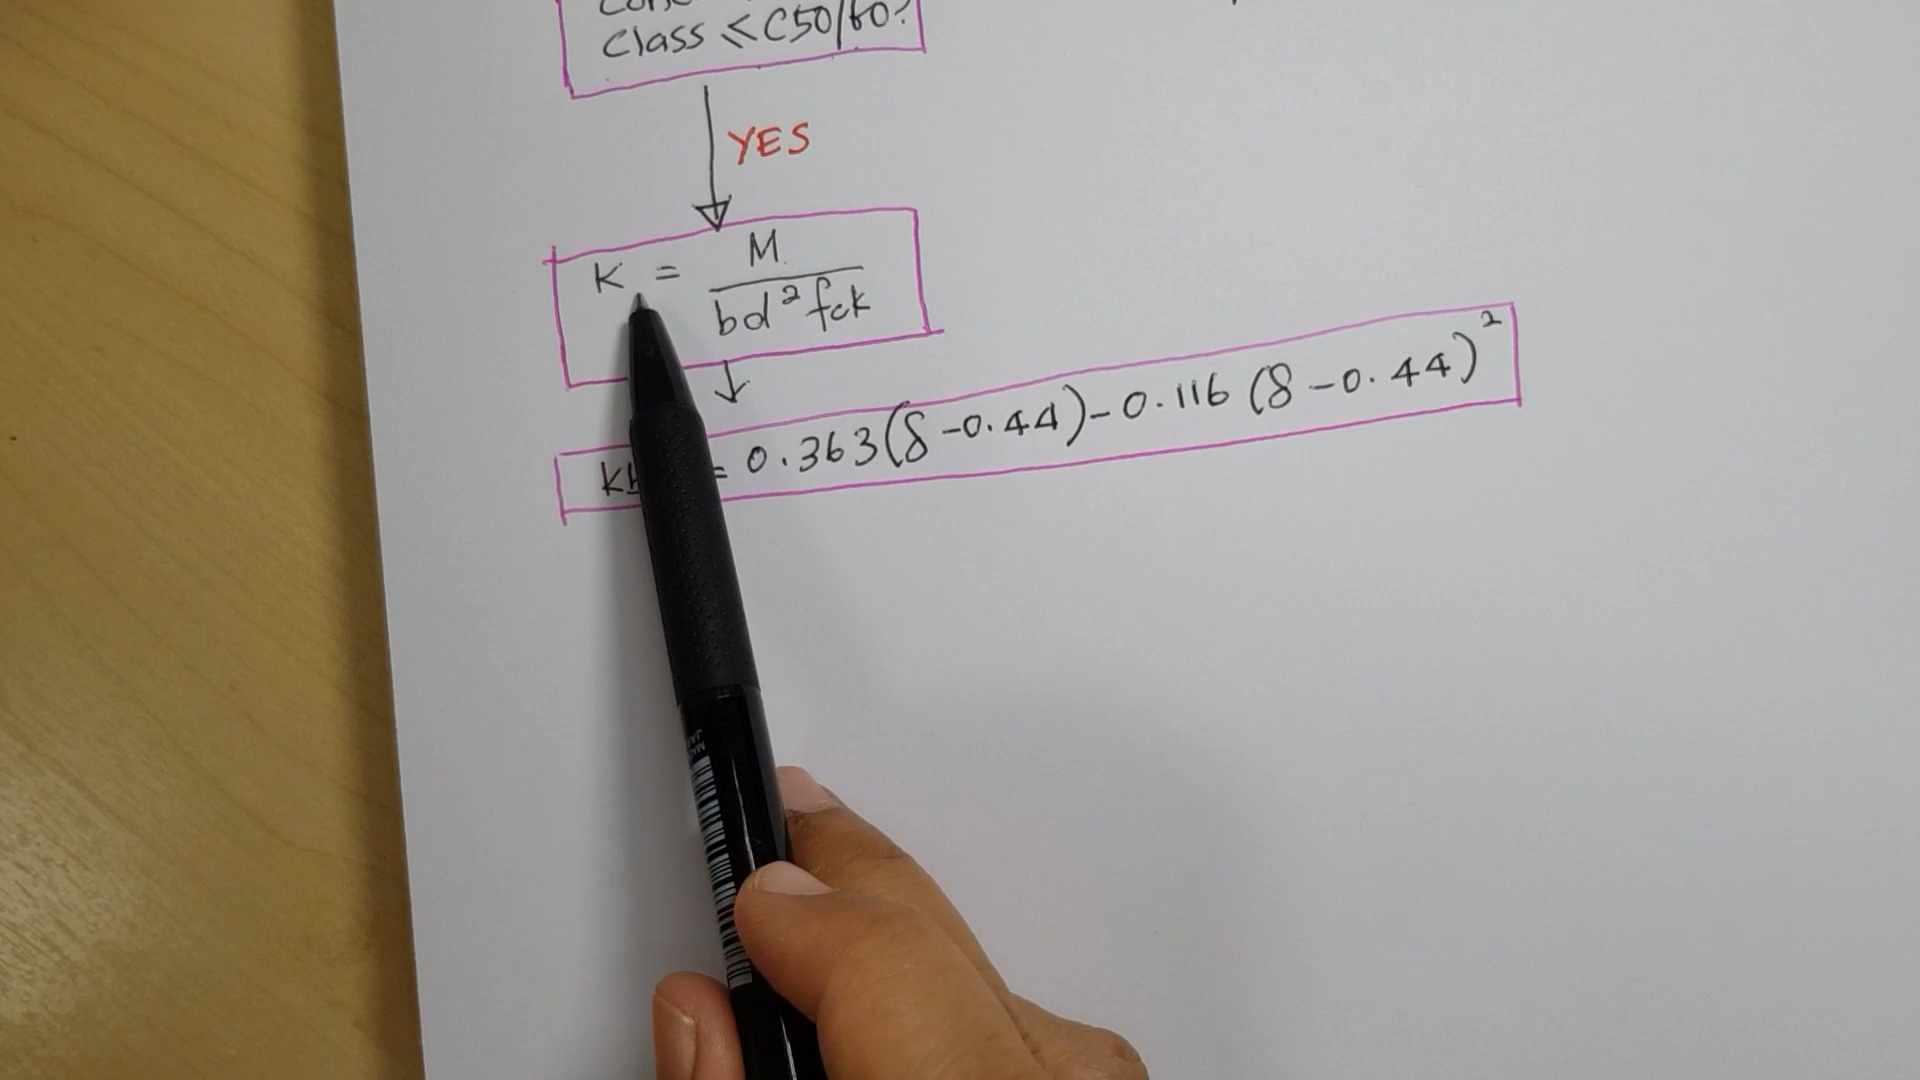 Class ≤ C50/60?
YES
K = M / bd²fck
= 0.363(δ-0.44)-0.116(δ-0.44)²